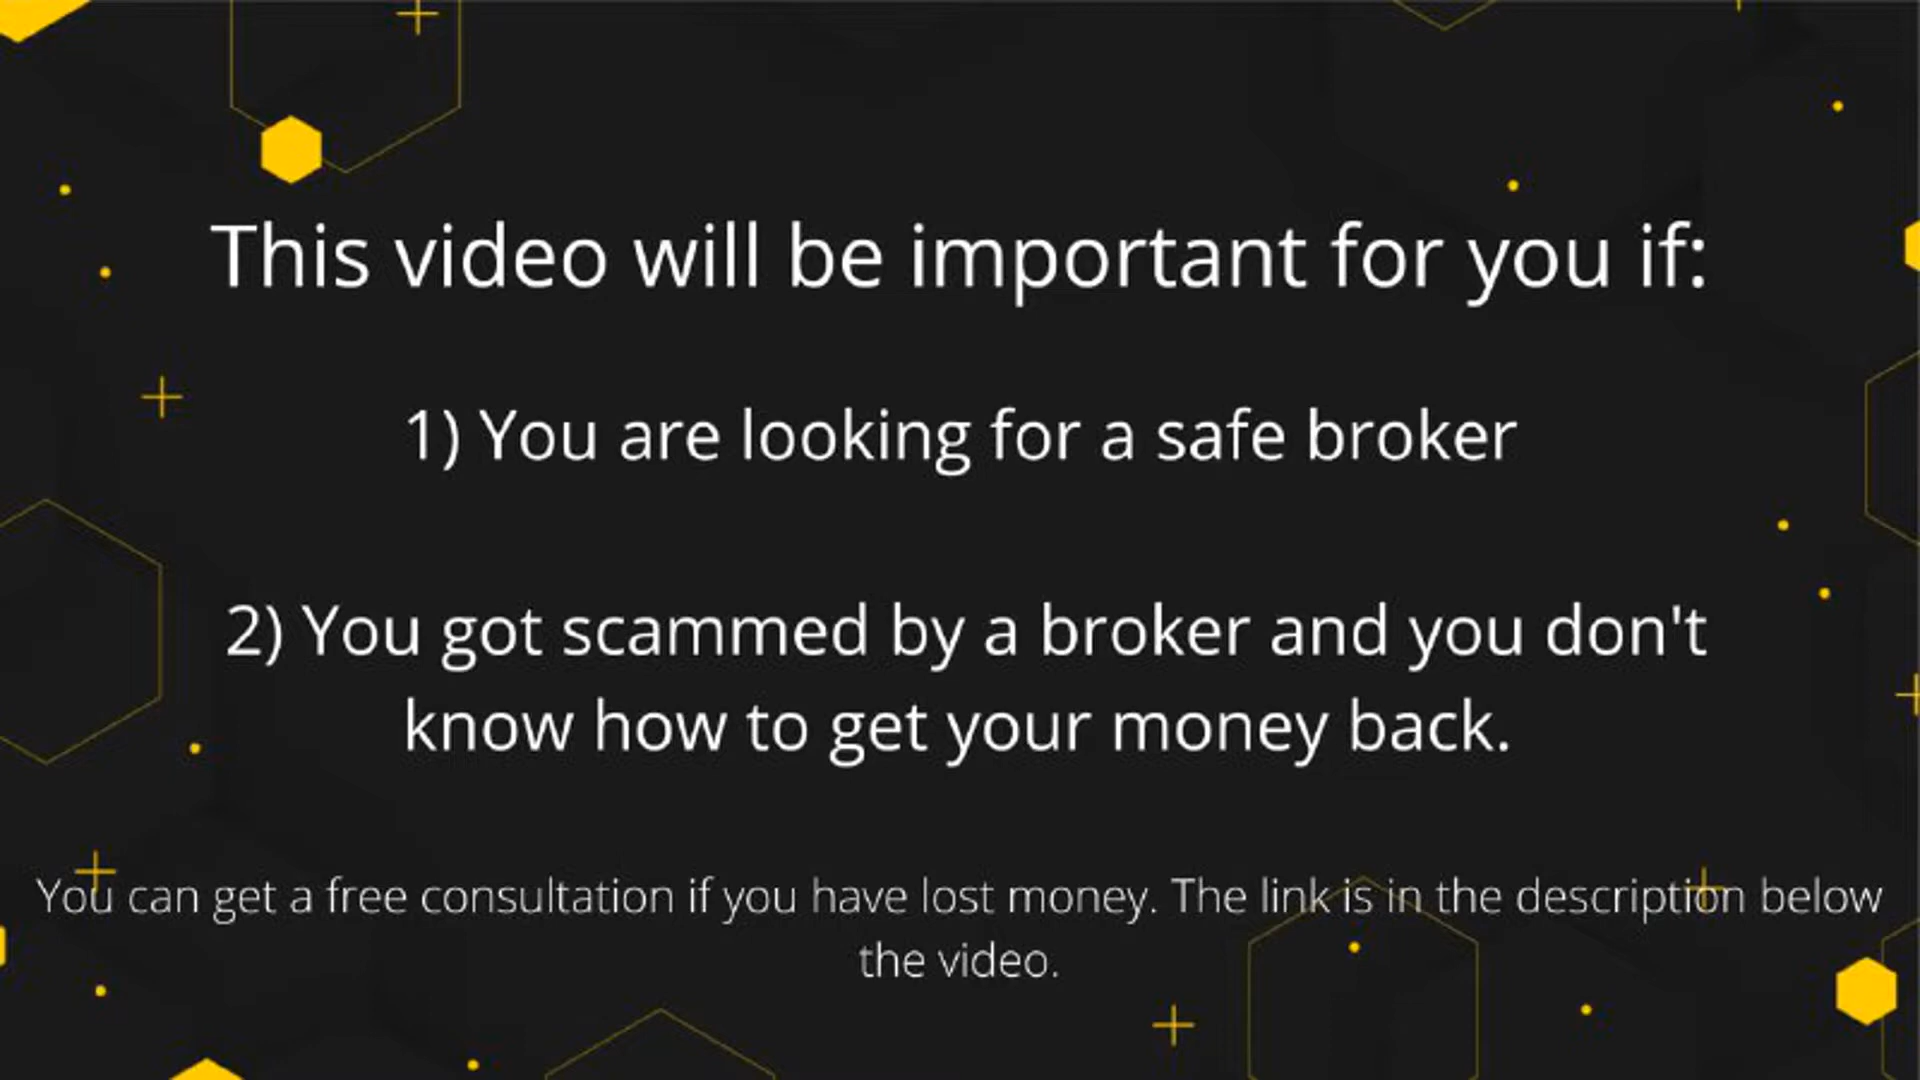 This video will be important for you if:
1) You are looking for a safe broker
2) You got scammed by a broker and you don't
know how to get your money back.
You can get a free consultation if you have lost money. The link is in the description below
the video.